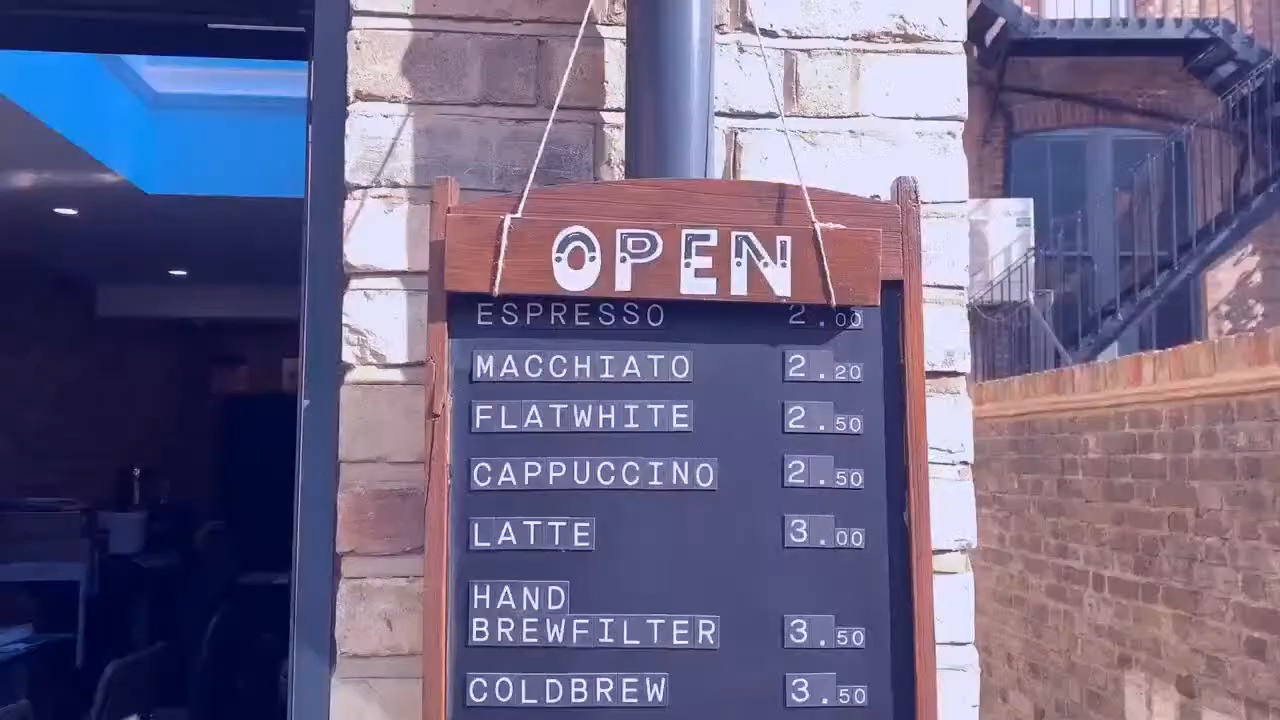 OPEN
ESPRESSO 2.00
MACCHIATO 2.20
FLATWHITE 2.50
CAPPUCCINO 2.50
LATTE 3.00
HAND
BREWFILTER 3.50
COLDBREW 3.50